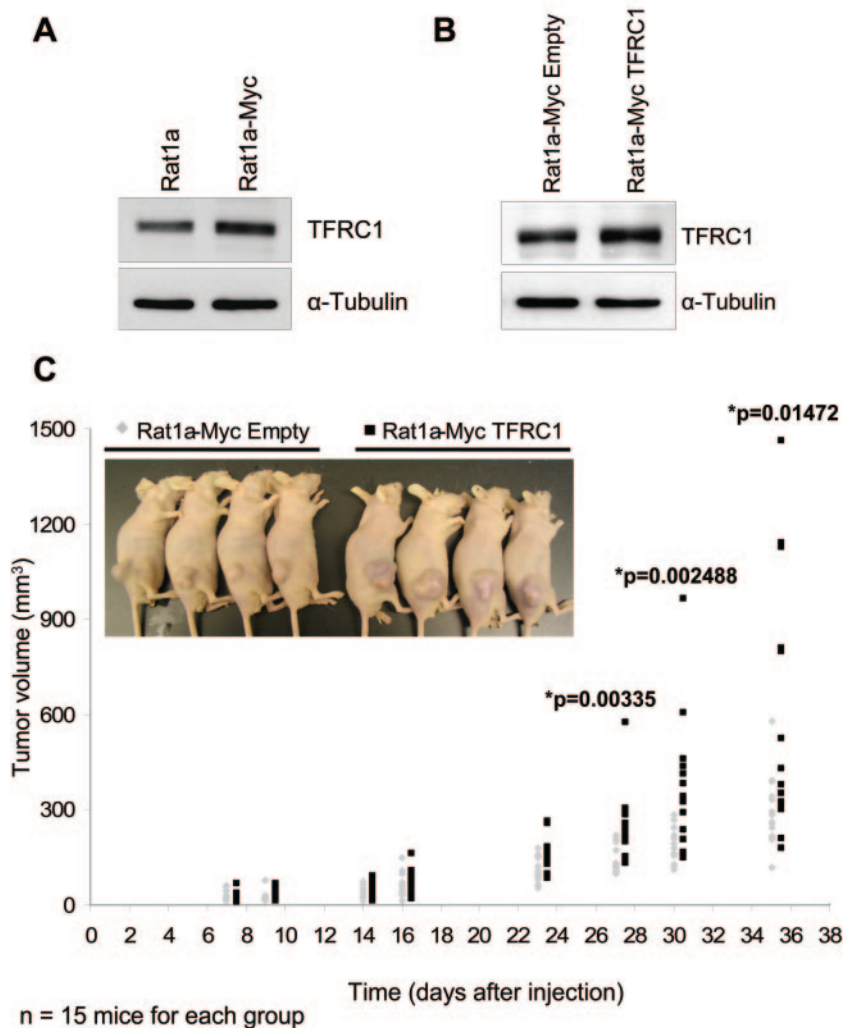 A
Rat1a
Rat1a-Myc
TFRC1
α-Tubulin
B
Rat1a-Myc Empty
Rat1a-Myc TFRC1
TFRC1
α-Tubulin
C
Rat1a-Myc Empty
Rat1a-Myc TFRC1
*p=0.01472
*p=0.002488
*p=0.00335
Tumor volume (mm³)
1500
1200
900
600
300
0
0 2 4 6 8 10 12 14 16 18 20 22 24 26 28 30 32 34 36 38
Time (days after injection)
n = 15 mice for each group